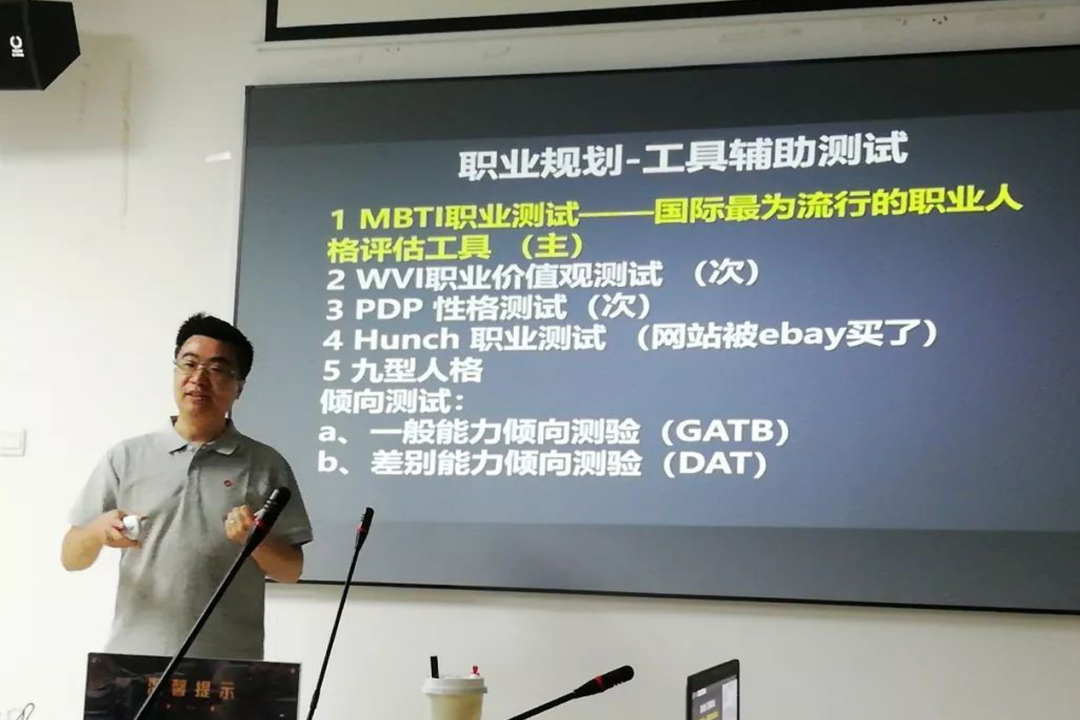 职业规划-工具辅助测试
1 MBTI职业测试——国际最为流行的职业人
格评估工具 （主）
2 WVI职业价值观测试 （次）
3 PDP 性格测试（次）
4 Hunch 职业测试 （网站被ebay买了）
5 九型人格
倾向测试：
a、一般能力倾向测验（GATB）
b、差别能力倾向测验（DAT）
温馨提示